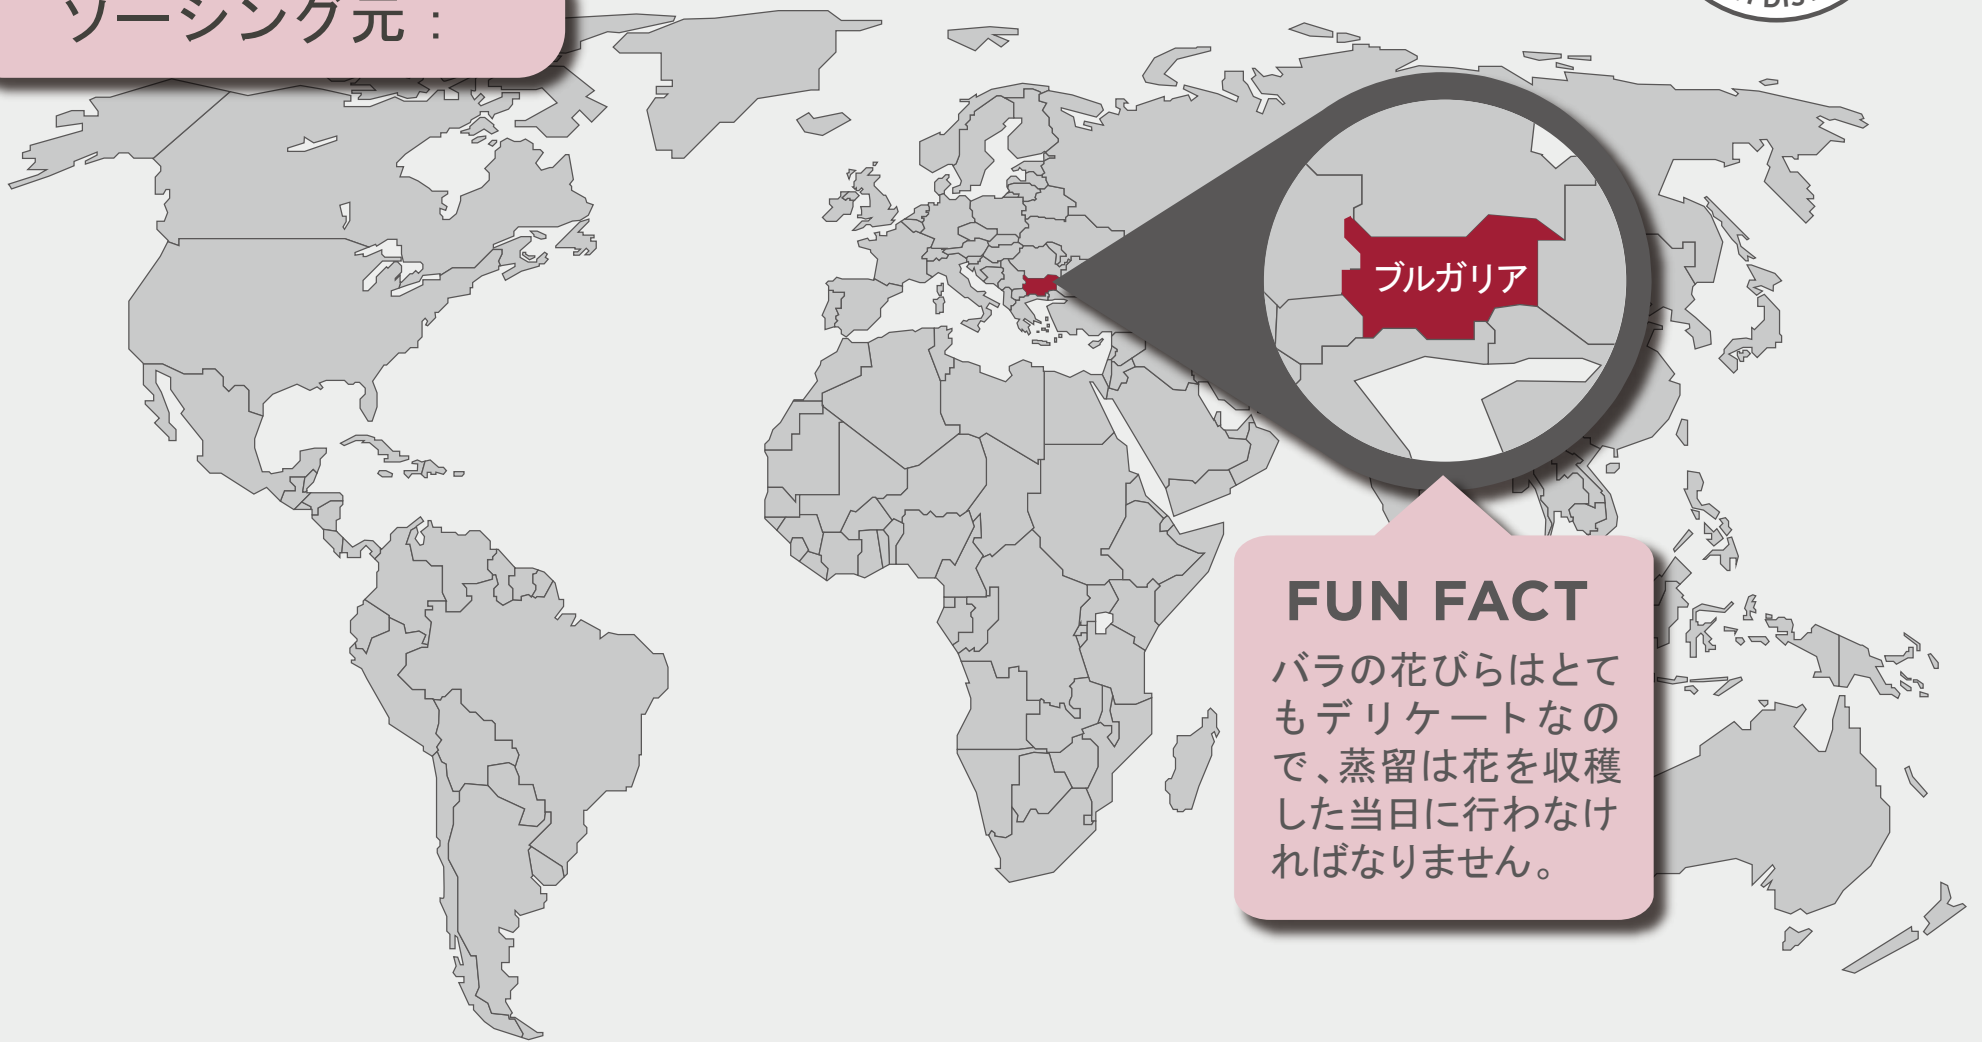 ソーシング元：
ブルガリア
FUN FACT
バラの花びらはとて
もデリケートなの
で、蒸留は花を収穫
した当日に行わなけ
ればなりません。